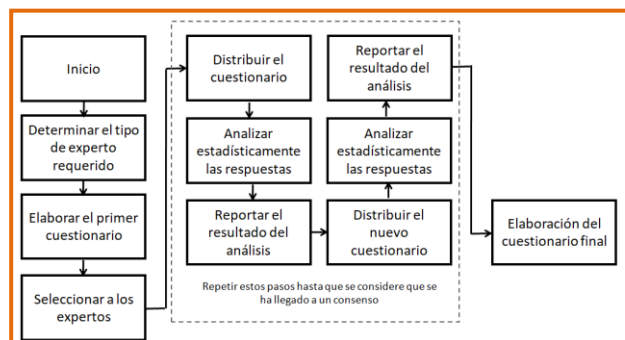 Inicio
Determinar el tipo
de experto
requerido
Elaborar el primer
cuestionario
Seleccionar a los
expertos
Distribuir el
cuestionario
Analizar
estadísticamente
las respuestas
Reportar el
resultado del
análisis
Distribuir el
nuevo
cuestionario
Analizar
estadísticamente
las respuestas
Reportar el
resultado del
análisis
Repetir estos pasos hasta que se considere que se
ha llegado a un consenso
Elaboración del
cuestionario final